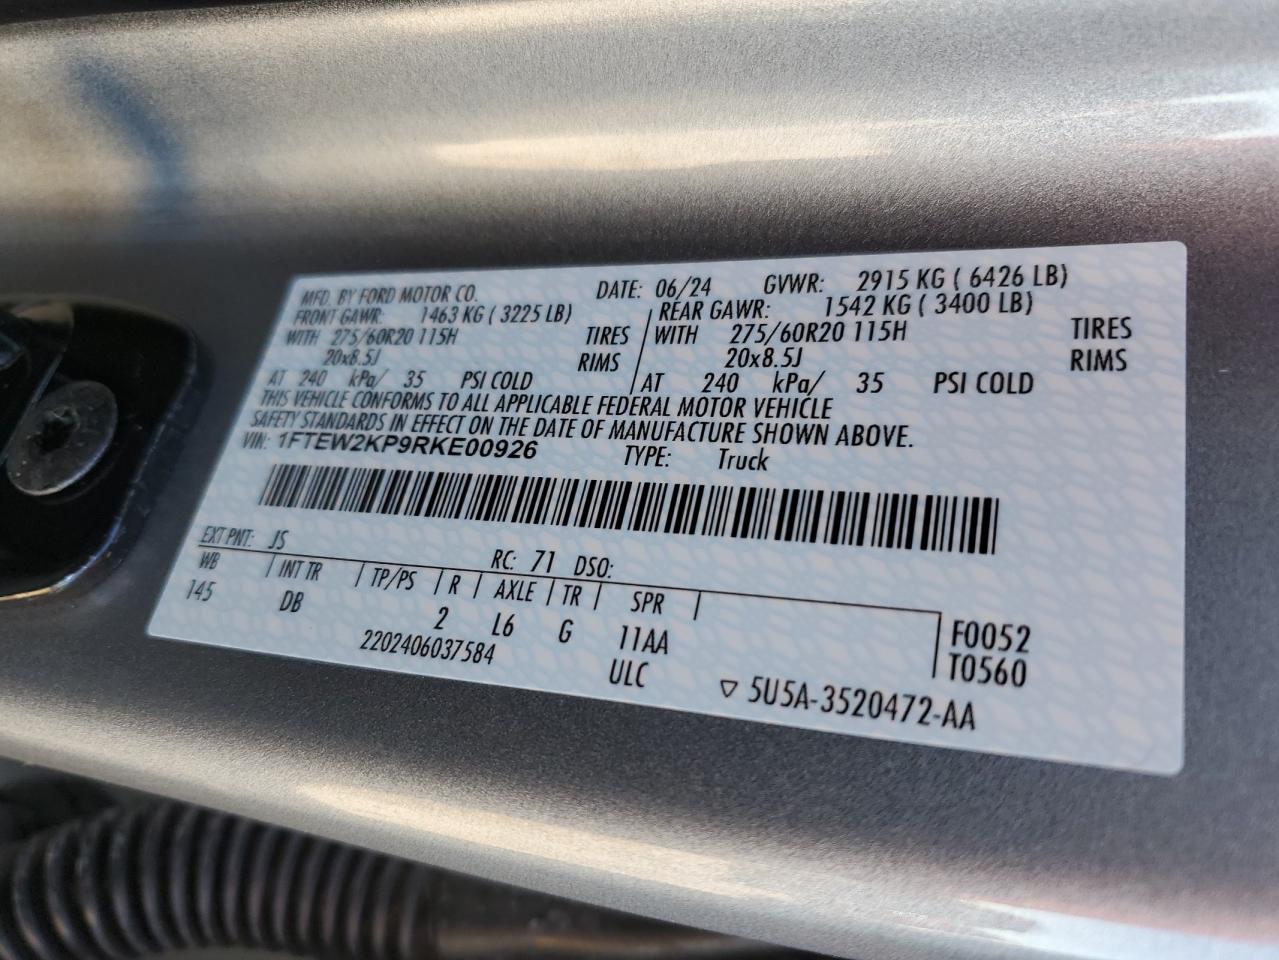 MFD. BY FORD MOTOR CO. DATE: 06/24 GVWR: 2915 KG ( 6426 LB)
FRONT GAWR: 1463 KG ( 3225 LB) REAR GAWR: 1542 KG ( 3400 LB)
WITH 275/60R20 115H TIRES WITH 275/60R20 115H TIRES
20x8.5J RIMS 20x8.5J RIMS
AT 240 kPa/ 35 PSI COLD AT 240 kPa/ 35 PSI COLD
THIS VEHICLE CONFORMS TO ALL APPLICABLE FEDERAL MOTOR VEHICLE
SAFETY STANDARDS IN EFFECT ON THE DATE OF MANUFACTURE SHOWN ABOVE.
VIN: 1FTEW2KP9RKE00926 TYPE: Truck
EXT PNT: JS RC: 71 DSO:
WB INT TR TP/PS R AXLE TR SPR
145 DB 2 L6 G 11AA F0052
2202406037584 ULC T0560
▽ 5U5A-3520472-AA